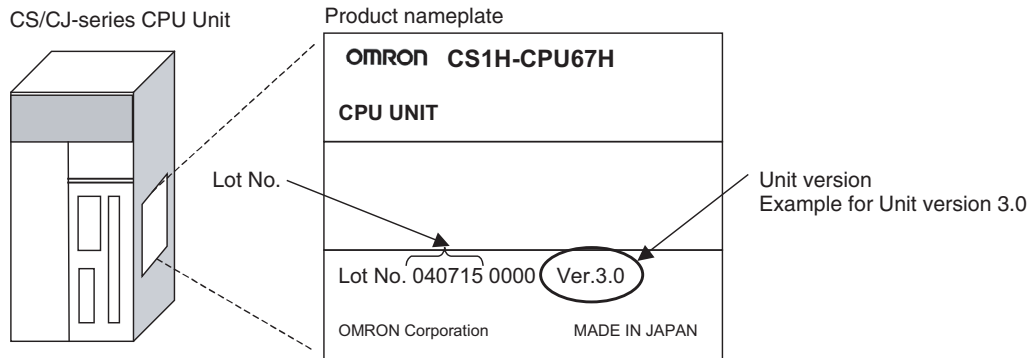 CS/CJ-series CPU Unit
Product nameplate
OMRON CS1H-CPU67H
CPU UNIT
Lot No.
Unit version
Example for Unit version 3.0
Lot No. 040715 0000 Ver.3.0
OMRON Corporation MADE IN JAPAN